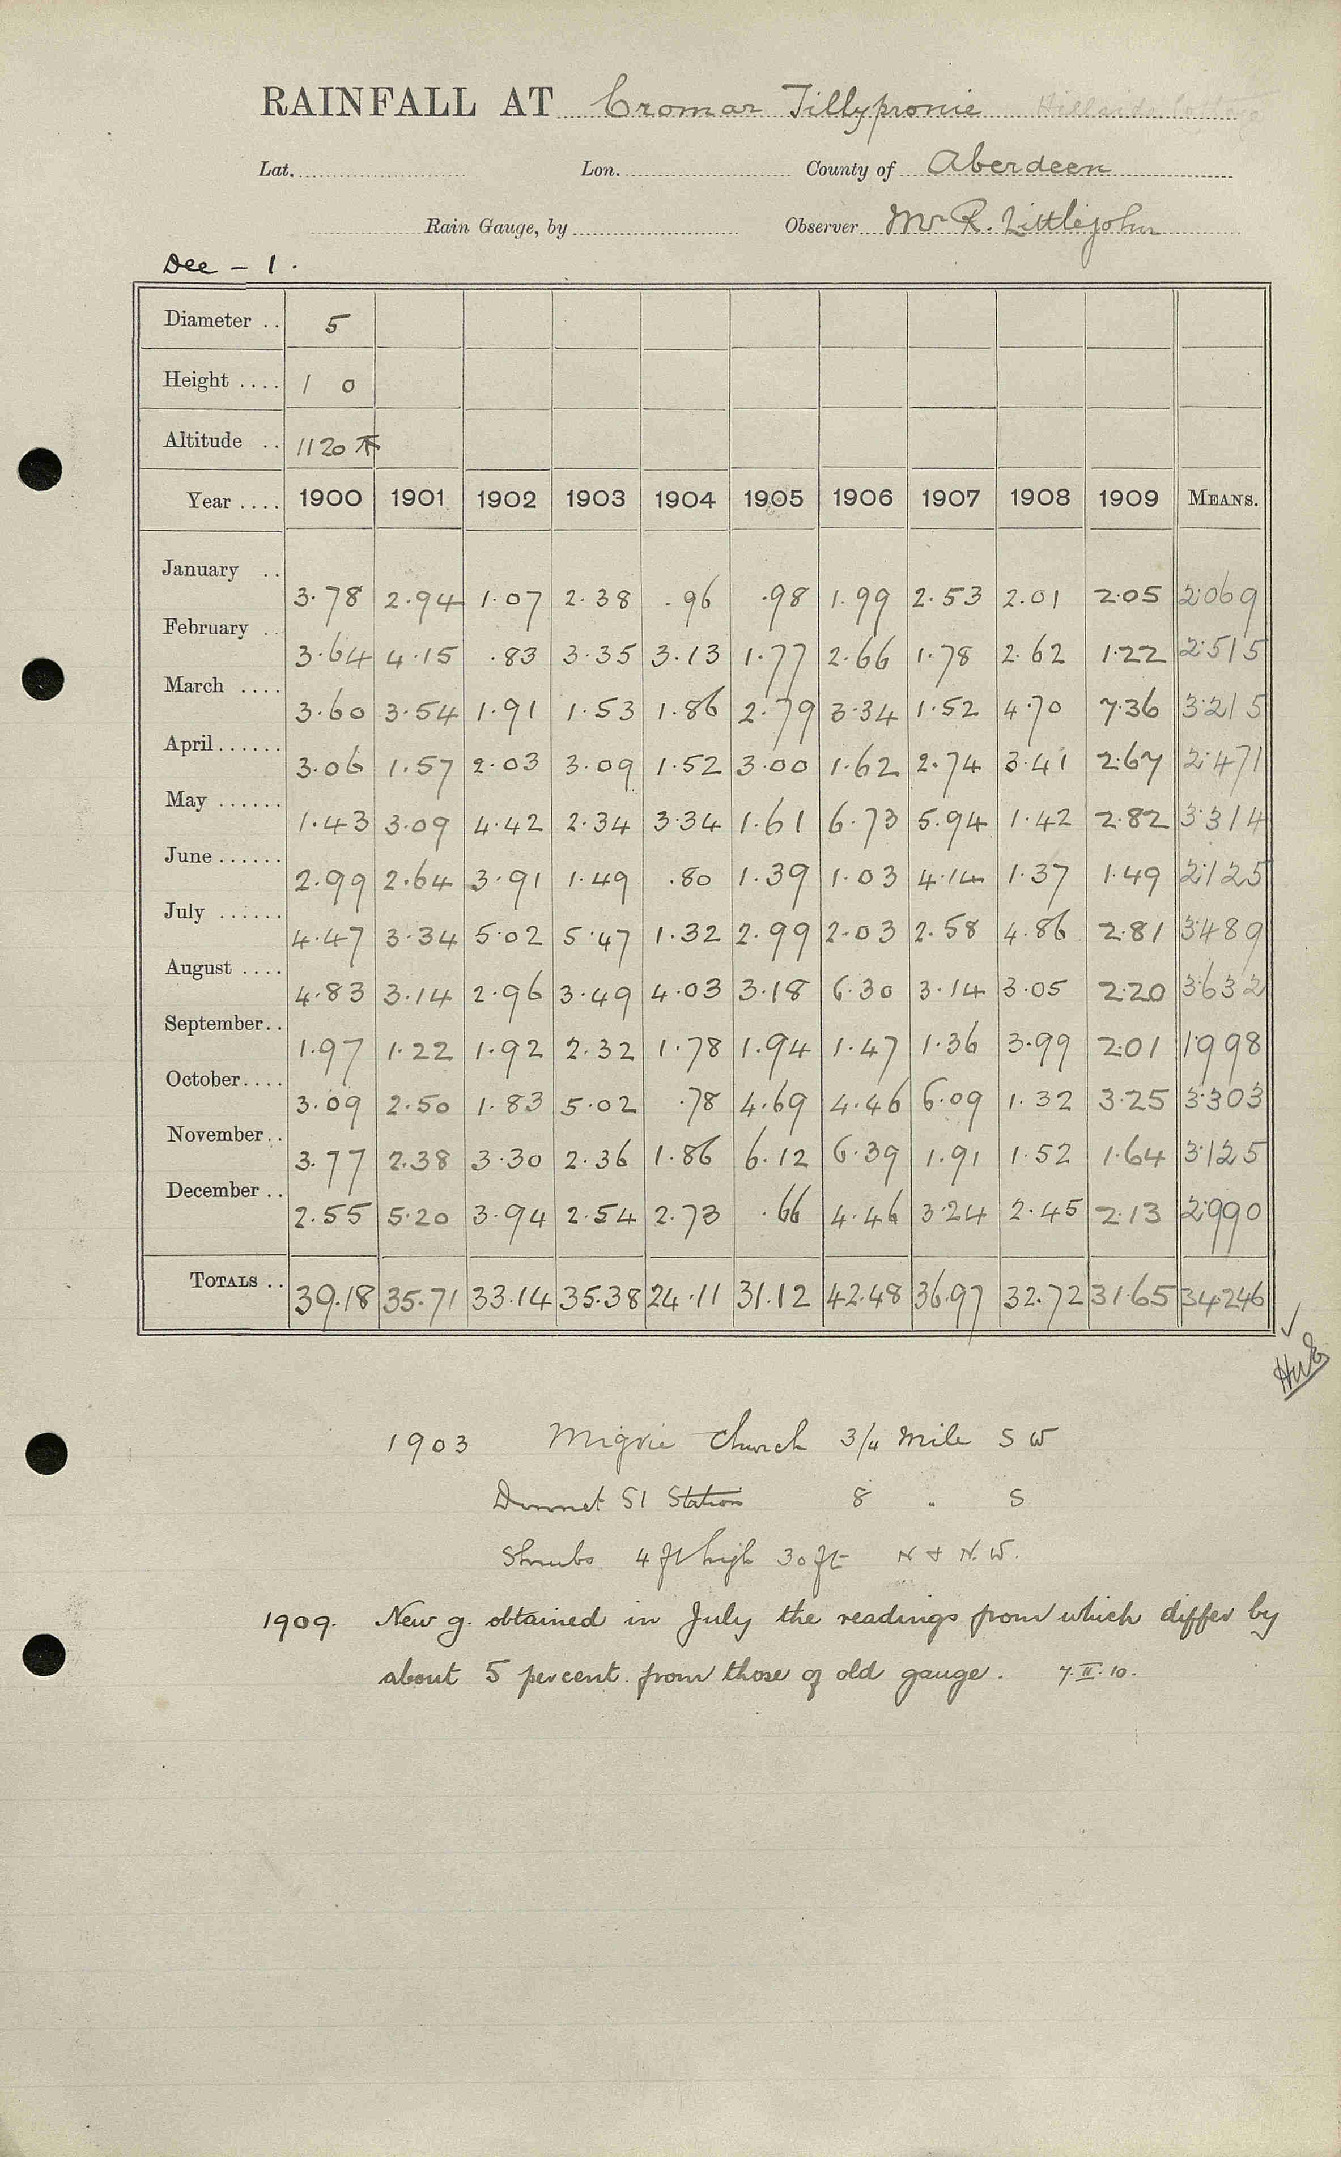 RAINFALL AT Cromar Tillypronie Hillside Cottage
Lat. Lon. County of Aberdeen
Rain Gauge, by Observer Mr R. Littlejohn
Dee - 1.
Diameter .. 5
Height .... 1 0
Altitude .. 1120
Year .... 1900 1901 1902 1903 1904 1905 1906 1907 1908 1909 MEANS.
January .. 3.78 2.94 1.07 2.38 .96 .98 1.99 2.53 2.01 2.05 2.069
February .. 3.64 4.15 .83 3.35 3.13 1.77 2.66 1.78 2.62 1.22 2.515
March .... 3.60 3.54 1.91 1.53 1.86 2.79 3.34 1.52 4.70 7.36 3.215
April...... 3.06 1.57 2.03 3.09 1.52 3.00 1.62 2.74 3.41 2.67 2.471
May ...... 1.43 3.09 4.42 2.34 3.34 1.61 6.73 5.94 1.42 2.82 3.314
June ...... 2.99 2.64 3.91 1.49 .80 1.39 1.03 4.14 1.37 1.49 2.125
July ...... 4.47 3.34 5.02 5.47 1.32 2.99 2.03 2.58 4.86 2.81 3.489
August .... 4.83 3.14 2.96 3.49 4.03 3.18 6.30 3.14 3.05 2.20 3.632
September.. 1.97 1.22 1.92 2.32 1.78 1.94 1.47 1.36 3.99 2.01 1.998
October.... 3.09 2.50 1.83 5.02 .78 4.69 4.46 6.09 1.32 3.25 3.303
November.. 3.77 2.38 3.30 2.36 1.86 6.12 6.39 1.91 1.52 1.64 3.125
December .. 2.55 5.20 3.94 2.54 2.73 .66 4.46 3.24 2.45 2.13 2.990
TOTALS .. 39.18 35.71 33.14 35.38 24.11 31.12 42.48 36.97 32.72 31.65 34.246
1903 Migvie Church 3/4 Mile S W
Dinnet St Station 8 " S
Shrubs 4 ft high 30 ft N & N.W.
1909. New g. obtained in July the readings from which differ by
about 5 percent. from those of old gauge. 7.II.10.